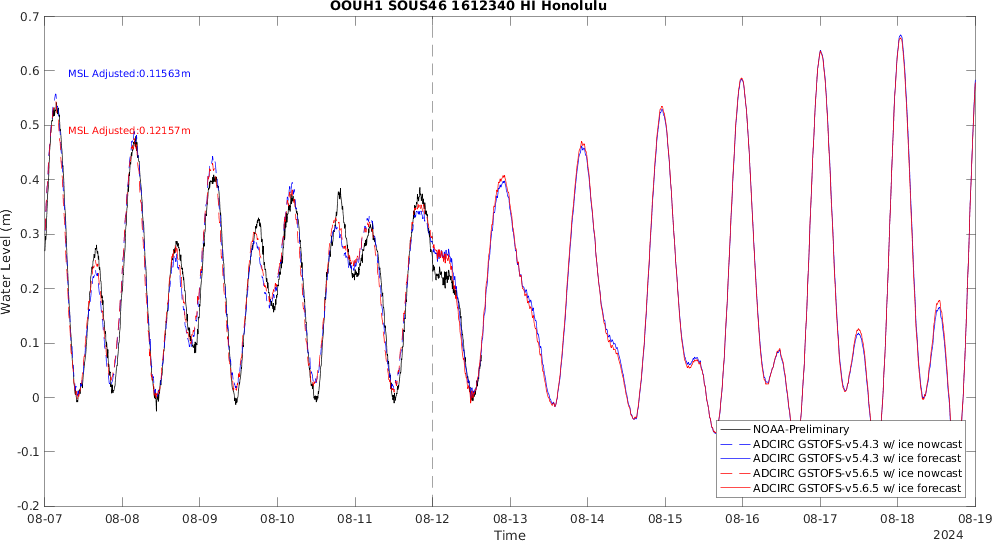 OOUH1 SOUS46 1612340 HI Honolulu
0.7
0.6
0.5
0.4
0.3
0.2
0.1
0
-0.1
-0.2
Water Level (m)
MSL Adjusted:0.11563m
MSL Adjusted:0.12157m
NOAA-Preliminary
ADCIRC GSTOFS-v5.4.3 w/ ice nowcast
ADCIRC GSTOFS-v5.4.3 w/ ice forecast
ADCIRC GSTOFS-v5.6.5 w/ ice nowcast
ADCIRC GSTOFS-v5.6.5 w/ ice forecast
08-07 08-08 08-09 08-10 08-11 08-12 08-13 08-14 08-15 08-16 08-17 08-18 08-19
Time
2024